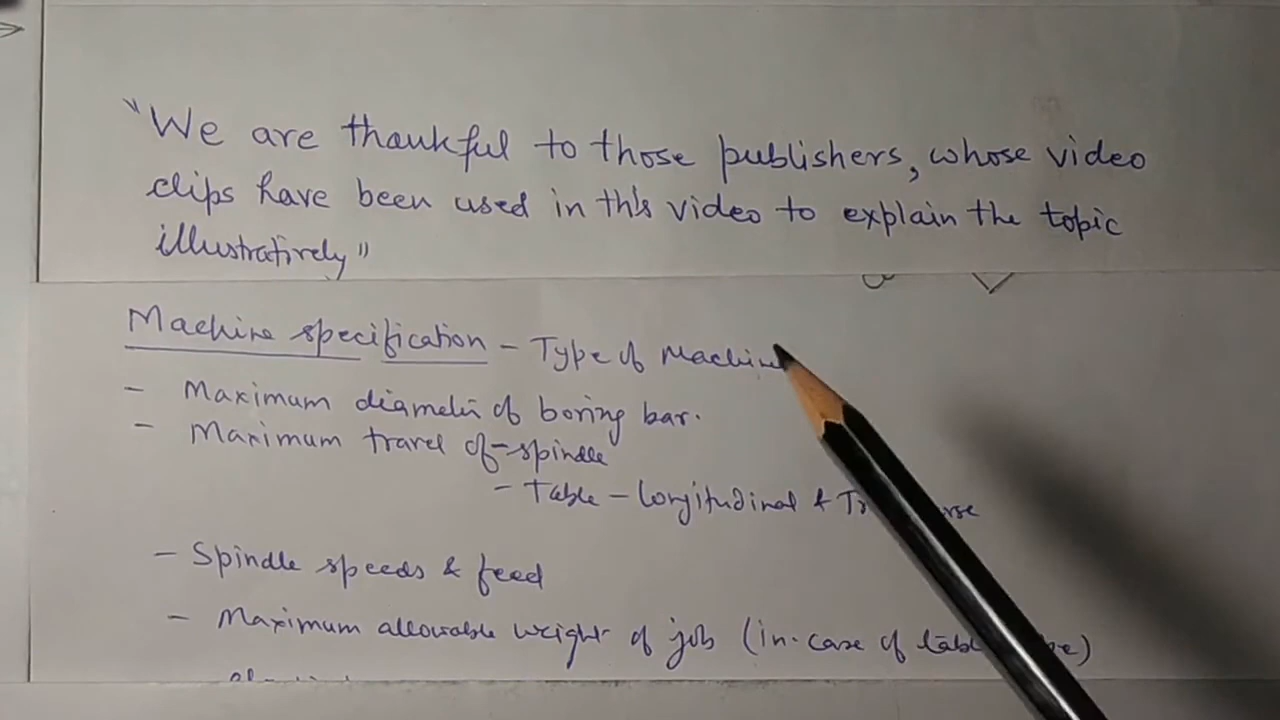 "We are thankful to those publishers, whose video
clips have been used in this video to explain the topic
illustratively"
Machine specification - Type of Machin
- Maximum diameter of boring bar.
- Maximum travel of - spindle
- Table - longitudinal &
- Spindle speeds & feed
- Maximum allowable weight of job (in-case of